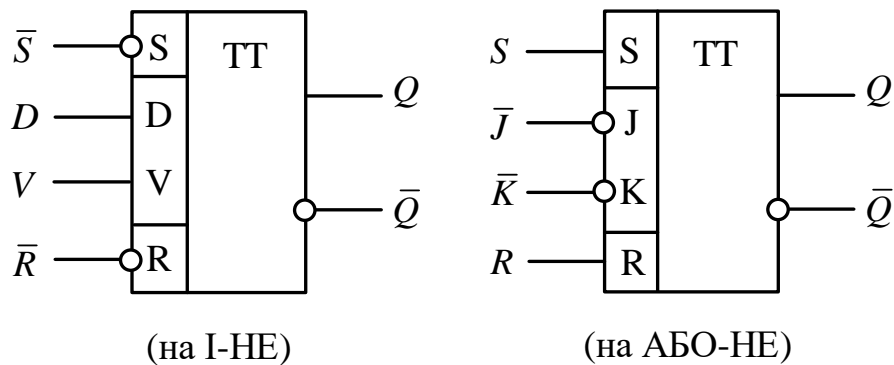 S̅ S TT Q
D D
V V Q̅
R̅ R
(на І-НЕ)
S S TT Q
J̅ J
K̅ K Q̅
R R
(на АБО-НЕ)